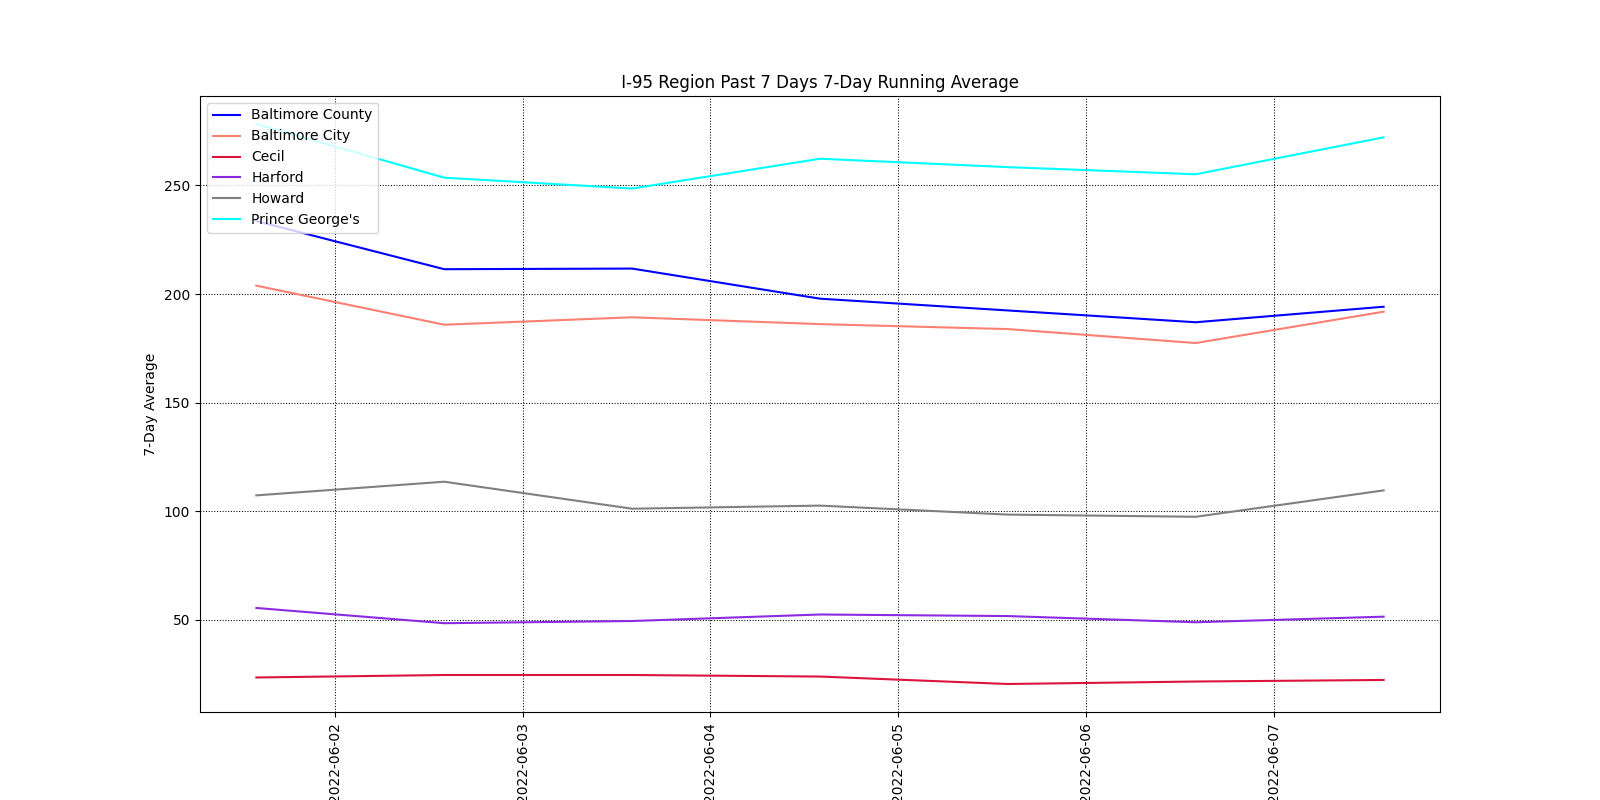 I-95 Region Past 7 Days 7-Day Running Average
Baltimore County
Baltimore City
Cecil
Harford
Howard
Prince George's
7-Day Average
250
200
150
100
50
2022-06-02
2022-06-03
2022-06-04
2022-06-05
2022-06-06
2022-06-07